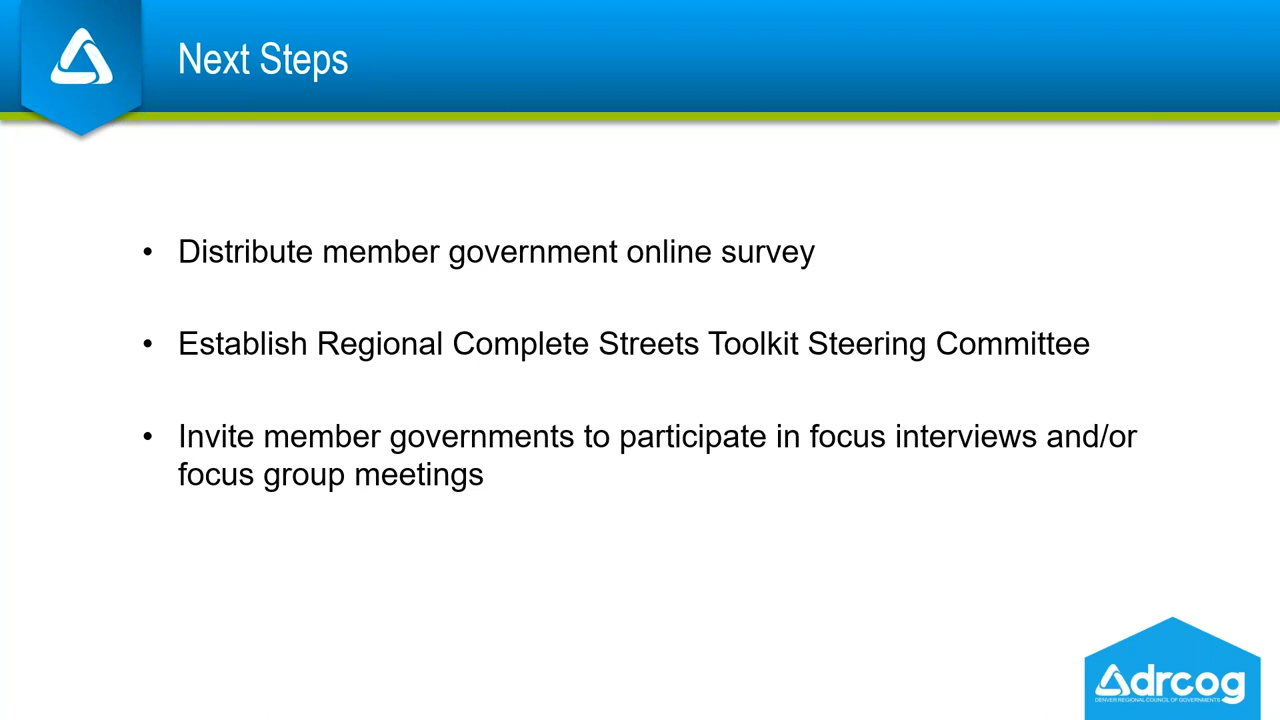 Next Steps
• Distribute member government online survey
• Establish Regional Complete Streets Toolkit Steering Committee
• Invite member governments to participate in focus interviews and/or
focus group meetings
drcog
DENVER REGIONAL COUNCIL OF GOVERNMENTS